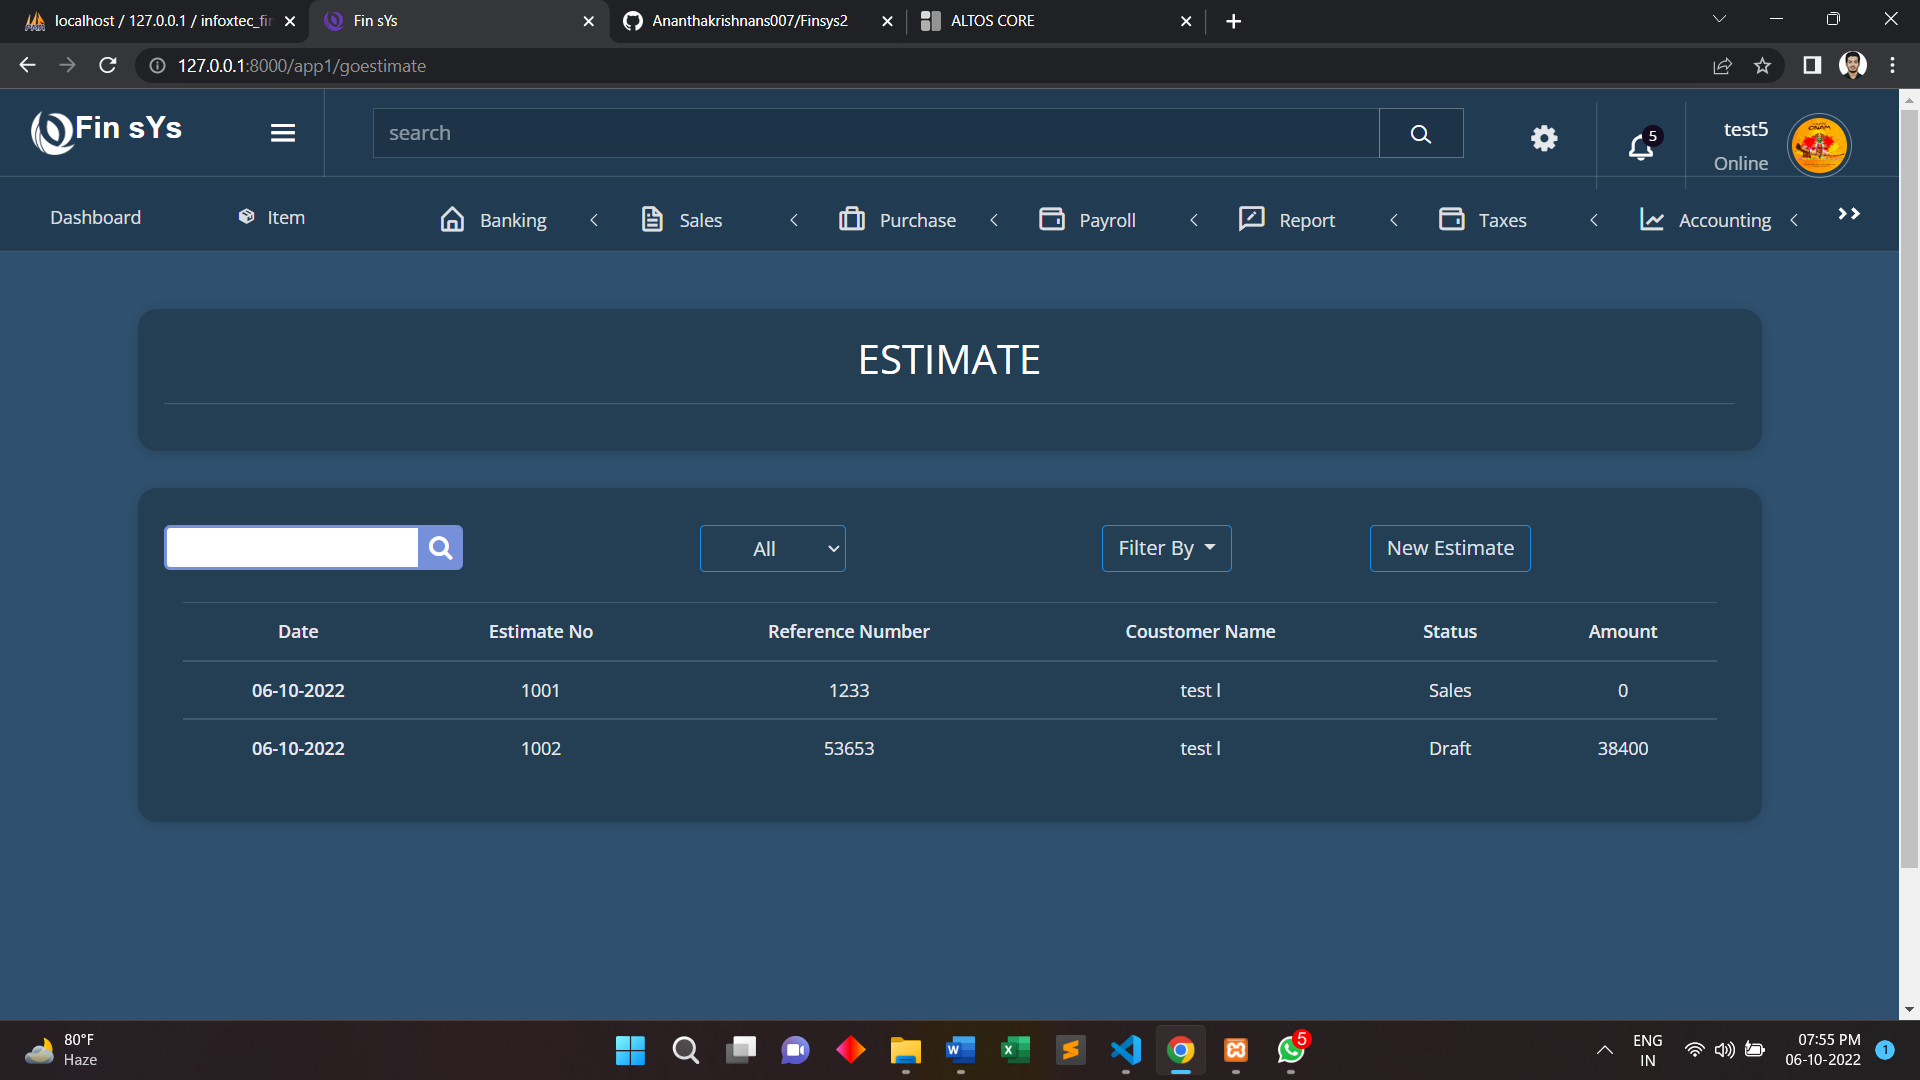 localhost / 127.0.0.1 / infoxtec_fin
Fin sYs
Ananthakrishnans007/Finsys2
ALTOS CORE
127.0.0.1:8000/app1/goestimate
Fin sYs
search
5
test5
Online
Dashboard
Item
Banking
Sales
Purchase
Payroll
Report
Taxes
Accounting
ESTIMATE
All
Filter By
New Estimate
Date Estimate No Reference Number Coustomer Name Status Amount
06-10-2022 1001 1233 test l Sales 0
06-10-2022 1002 53653 test l Draft 38400
80°F
Haze
5
ENG
IN
07:55 PM
06-10-2022
1